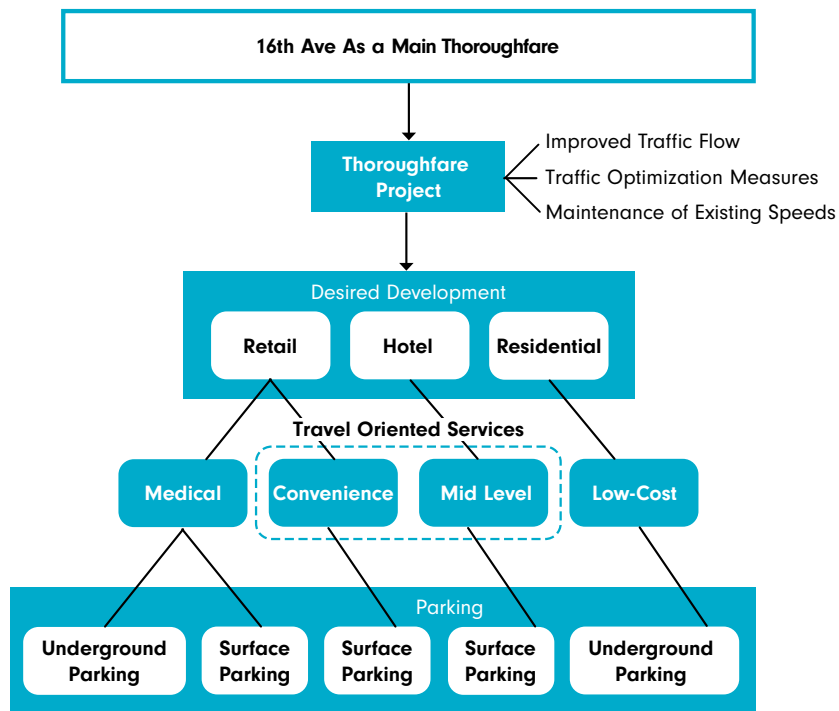 16th Ave As a Main Thoroughfare
Thoroughfare
Project
Improved Traffic Flow
Traffic Optimization Measures
Maintenance of Existing Speeds
Desired Development
Retail
Hotel
Residential
Travel Oriented Services
Medical
Convenience
Mid Level
Low-Cost
Parking
Underground
Parking
Surface
Parking
Surface
Parking
Surface
Parking
Underground
Parking